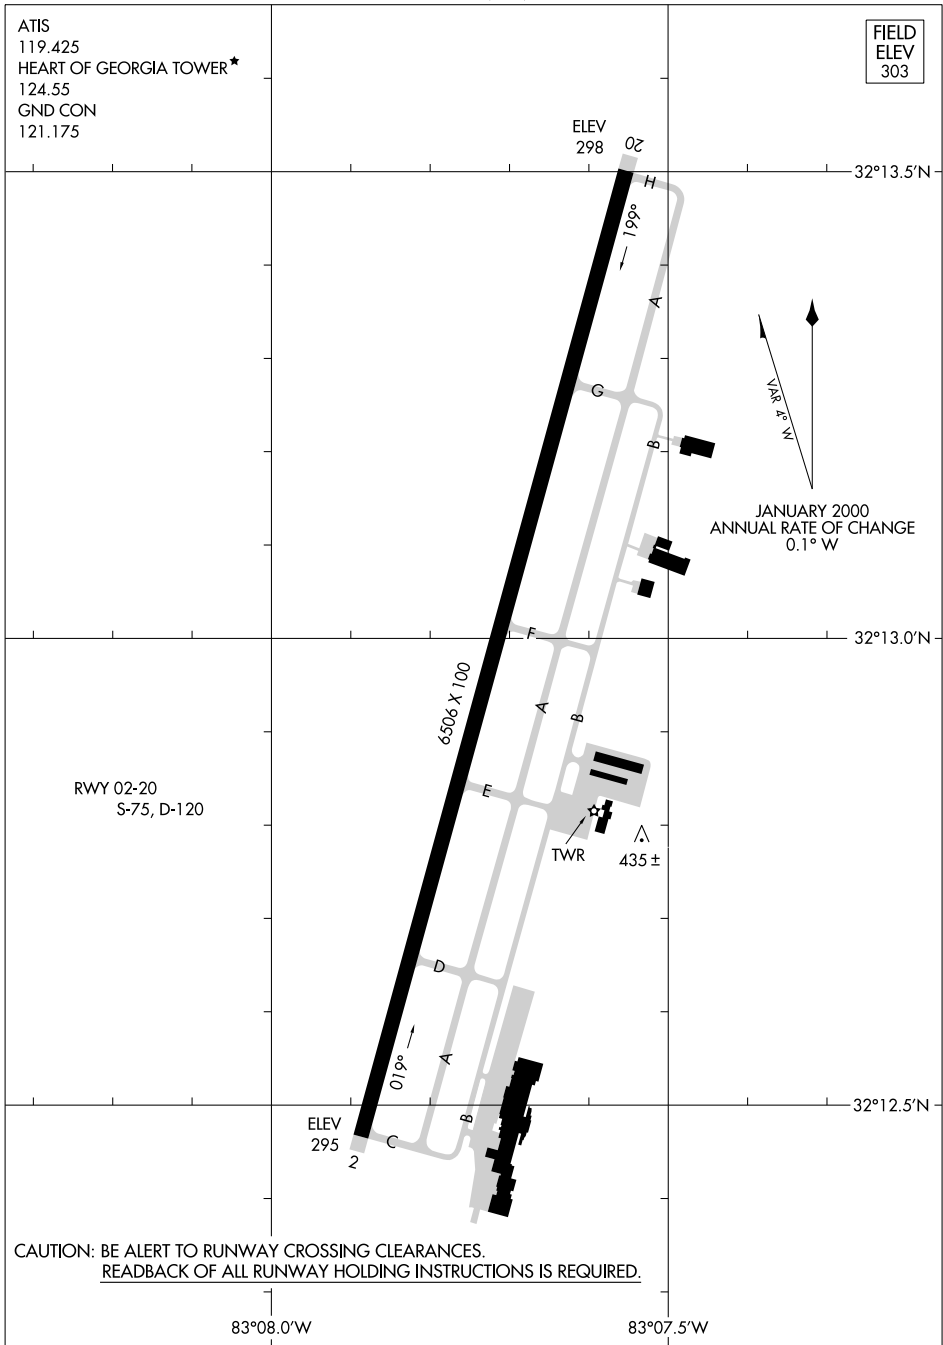 ATIS
119.425
HEART OF GEORGIA TOWER★
124.55
GND CON
121.175
FIELD
ELEV
303
ELEV
298
20
32°13.5'N
H
199°
A
G
B
VAR 4° W
JANUARY 2000
ANNUAL RATE OF CHANGE
0.1° W
F
32°13.0'N
6506 X 100
A
B
E
RWY 02-20
S-75, D-120
TWR
435 ±
D
019°
A
B
32°12.5'N
ELEV
295
C
2
CAUTION: BE ALERT TO RUNWAY CROSSING CLEARANCES.
READBACK OF ALL RUNWAY HOLDING INSTRUCTIONS IS REQUIRED.
83°08.0'W
83°07.5'W